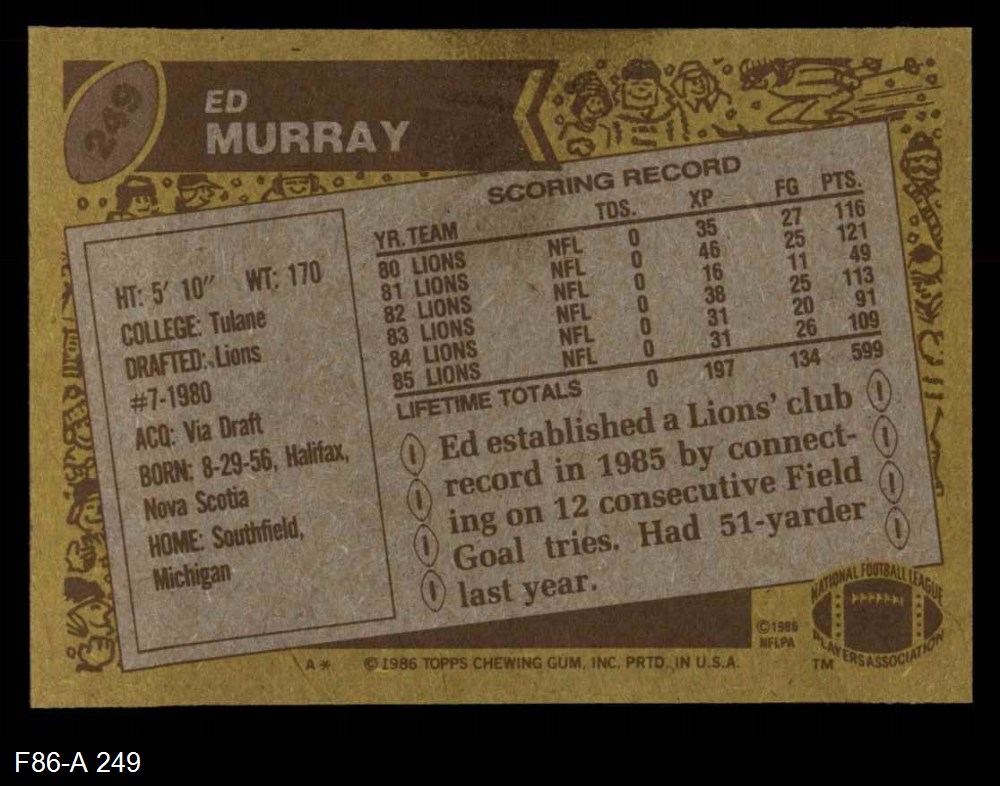 249
ED
MURRAY
SCORING RECORD
YR. TEAM TDS. XP FG PTS.
80 LIONS NFL 0 35 27 116
81 LIONS NFL 0 46 25 121
82 LIONS NFL 0 16 11 49
83 LIONS NFL 0 38 25 113
84 LIONS NFL 0 31 20 91
85 LIONS NFL 0 31 26 109
LIFETIME TOTALS 0 197 134 599
HT: 5' 10" WT: 170
COLLEGE: Tulane
DRAFTED: Lions
#7-1980
ACQ: Via Draft
BORN: 8-29-56, Halifax,
Nova Scotia
HOME: Southfield,
Michigan
Ed established a Lions' club
record in 1985 by connect-
ing on 12 consecutive Field
Goal tries. Had 51-yarder
last year.
NATIONAL FOOTBALL LEAGUE
PLAYERS ASSOCIATION
TM
©1986
NFLPA
A* © 1986 TOPPS CHEWING GUM, INC. PRTD. IN U.S.A.
F86-A 249